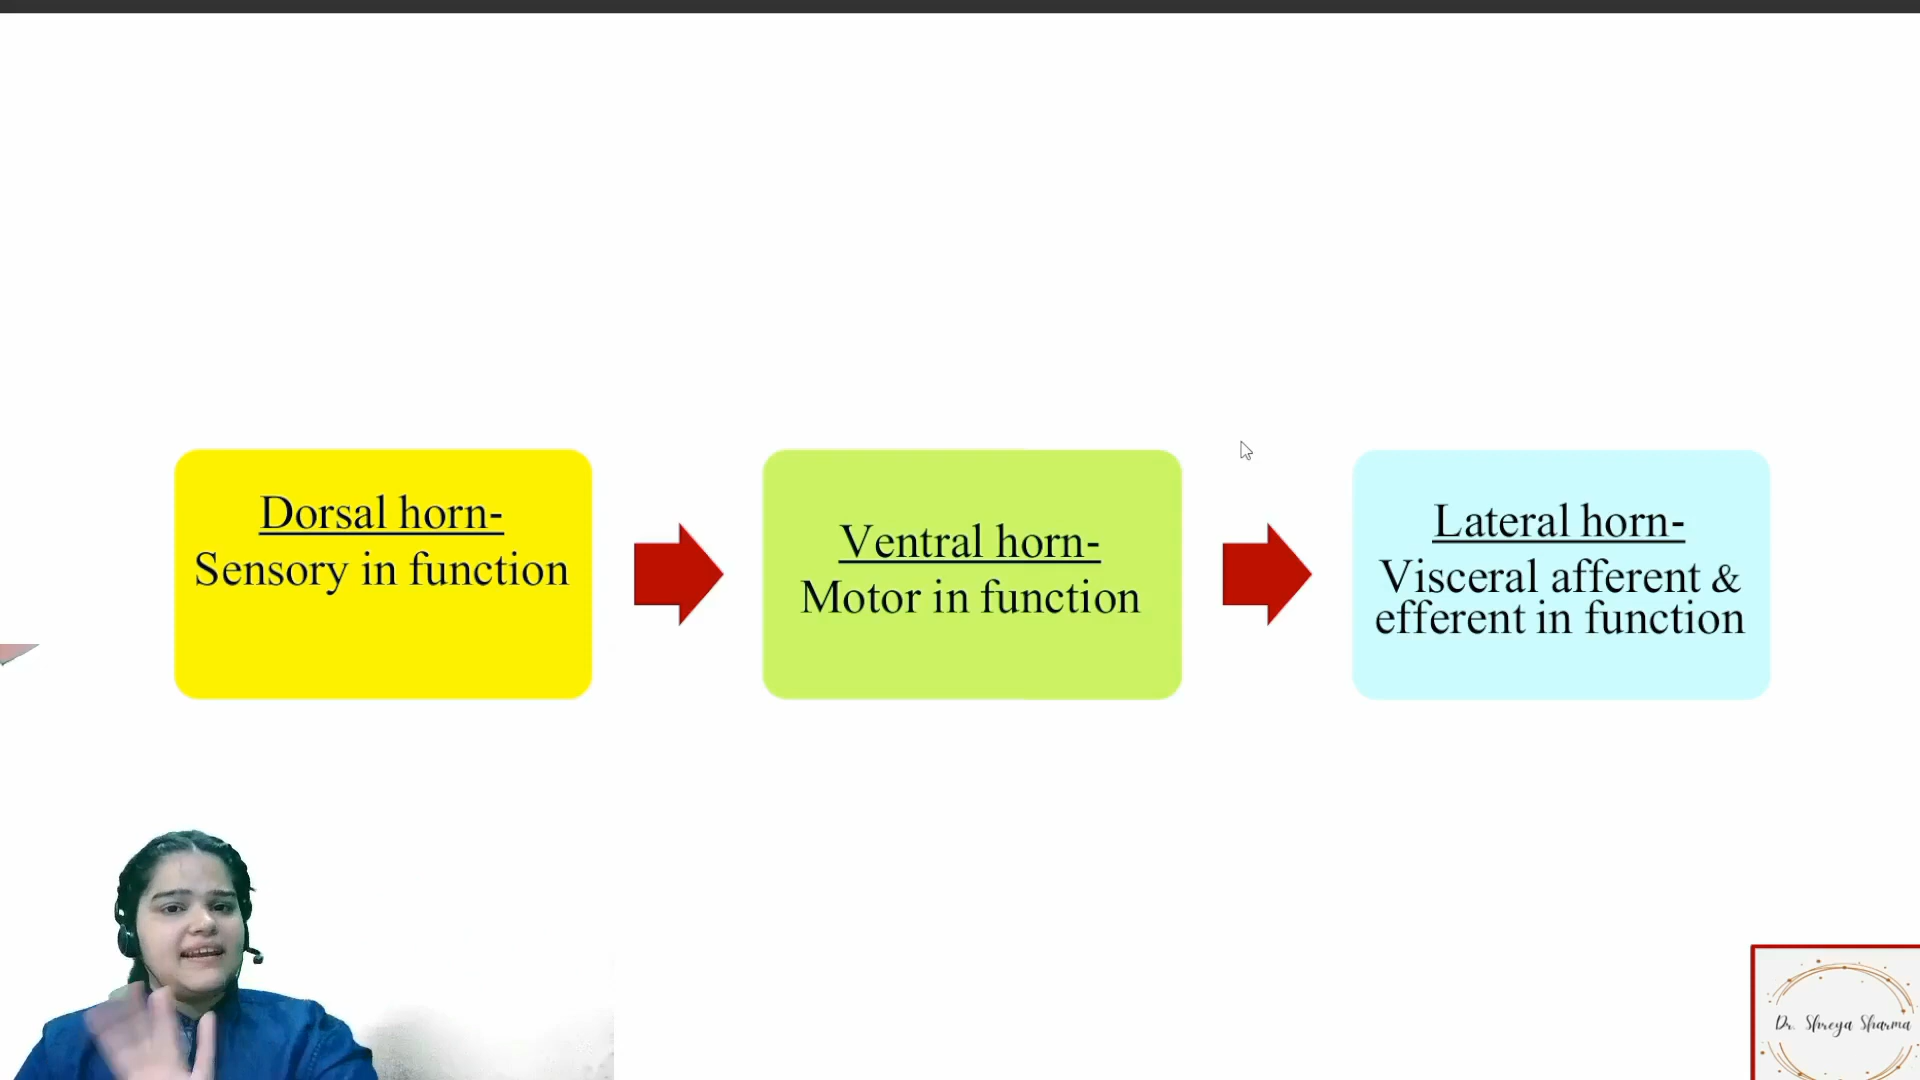 Dorsal horn-
Sensory in function
Ventral horn-
Motor in function
Lateral horn-
Visceral afferent &
efferent in function
Dr. Shreya Sharma